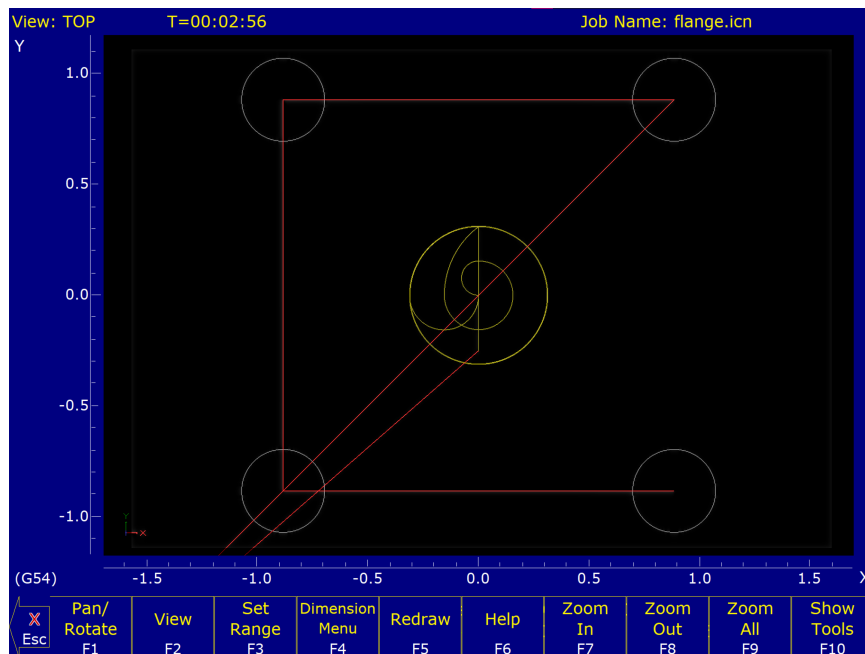 View: TOP T=00:02:56 Job Name: flange.icn
Y
1.0
0.5
0.0
-0.5
-1.0
Y
X
(G54) -1.5 -1.0 -0.5 0.0 0.5 1.0 1.5 X
X Esc
Pan/ Rotate F1
View F2
Set Range F3
Dimension Menu F4
Redraw F5
Help F6
Zoom In F7
Zoom Out F8
Zoom All F9
Show Tools F10